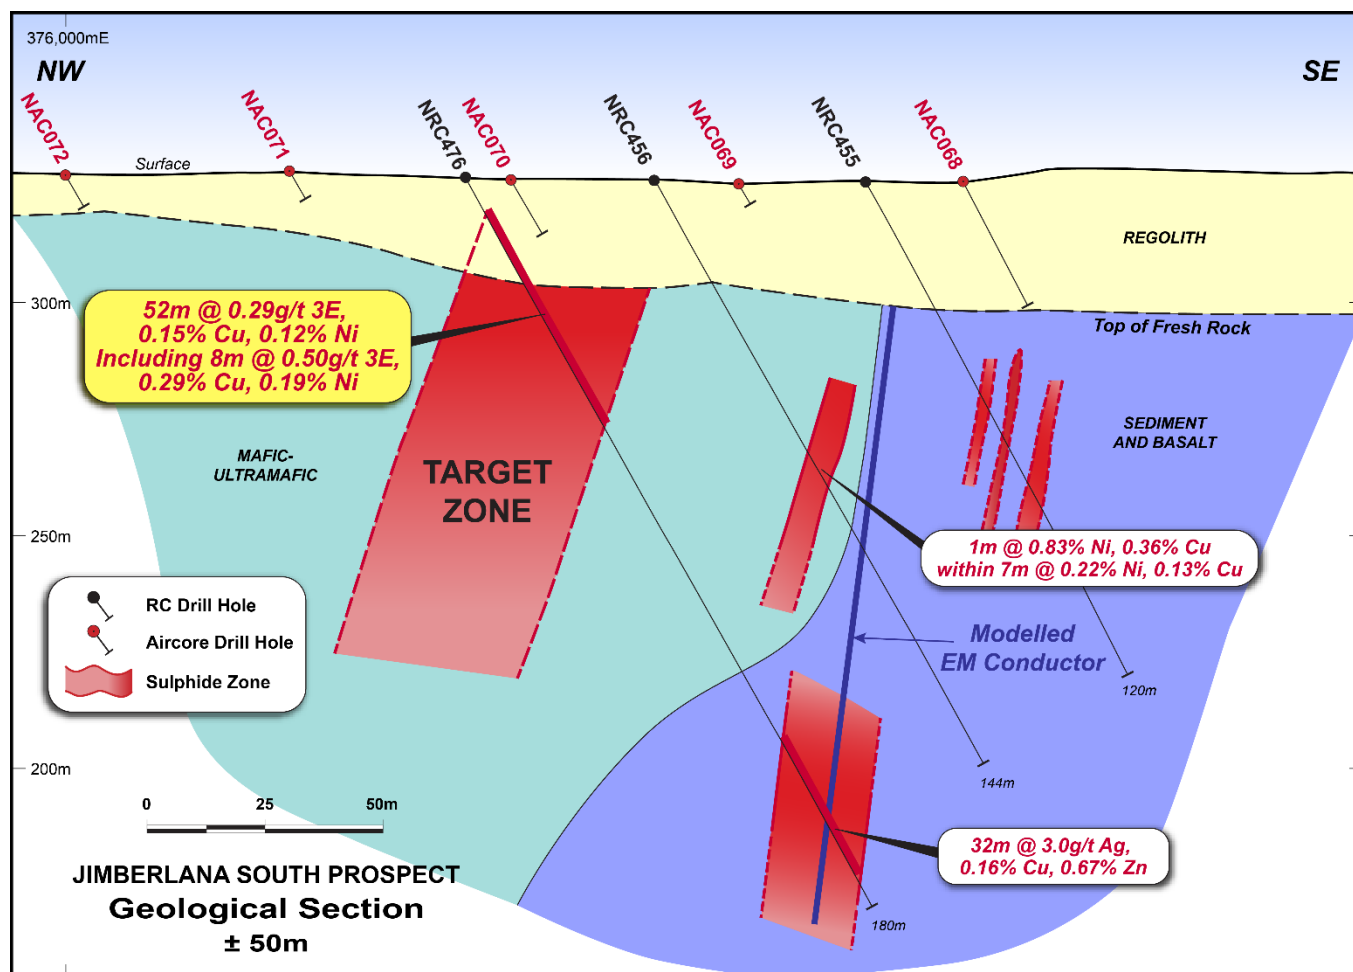 376,000mE
NW
SE
NAC072
NAC071
NRC476
NAC070
NRC456
NAC069
NRC455
NAC068
Surface
REGOLITH
300m
Top of Fresh Rock
52m @ 0.29g/t 3E,
0.15% Cu, 0.12% Ni
Including 8m @ 0.50g/t 3E,
0.29% Cu, 0.19% Ni
MAFIC-
ULTRAMAFIC
TARGET
ZONE
SEDIMENT
AND BASALT
250m
1m @ 0.83% Ni, 0.36% Cu
within 7m @ 0.22% Ni, 0.13% Cu
RC Drill Hole
Aircore Drill Hole
Sulphide Zone
Modelled
EM Conductor
120m
200m
144m
0
25
50m
32m @ 3.0g/t Ag,
0.16% Cu, 0.67% Zn
180m
JIMBERLANA SOUTH PROSPECT
Geological Section
± 50m